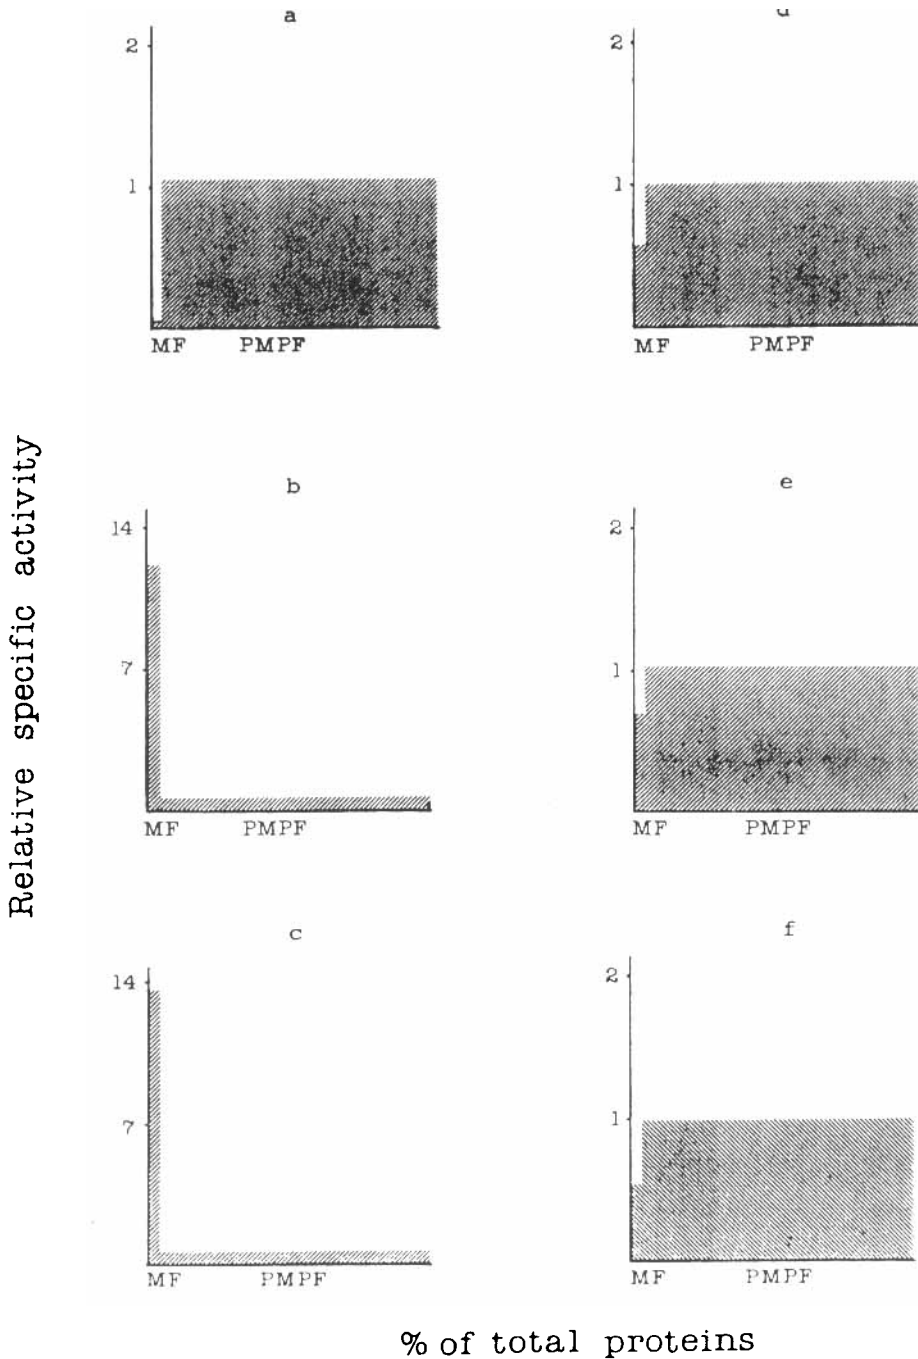 a
2
1
MF PMPF
d
2
1
MF PMPF
Relative specific activity
b
14
7
MF PMPF
e
2
1
MF PMPF
c
14
7
MF PMPF
f
2
1
MF PMPF
% of total proteins